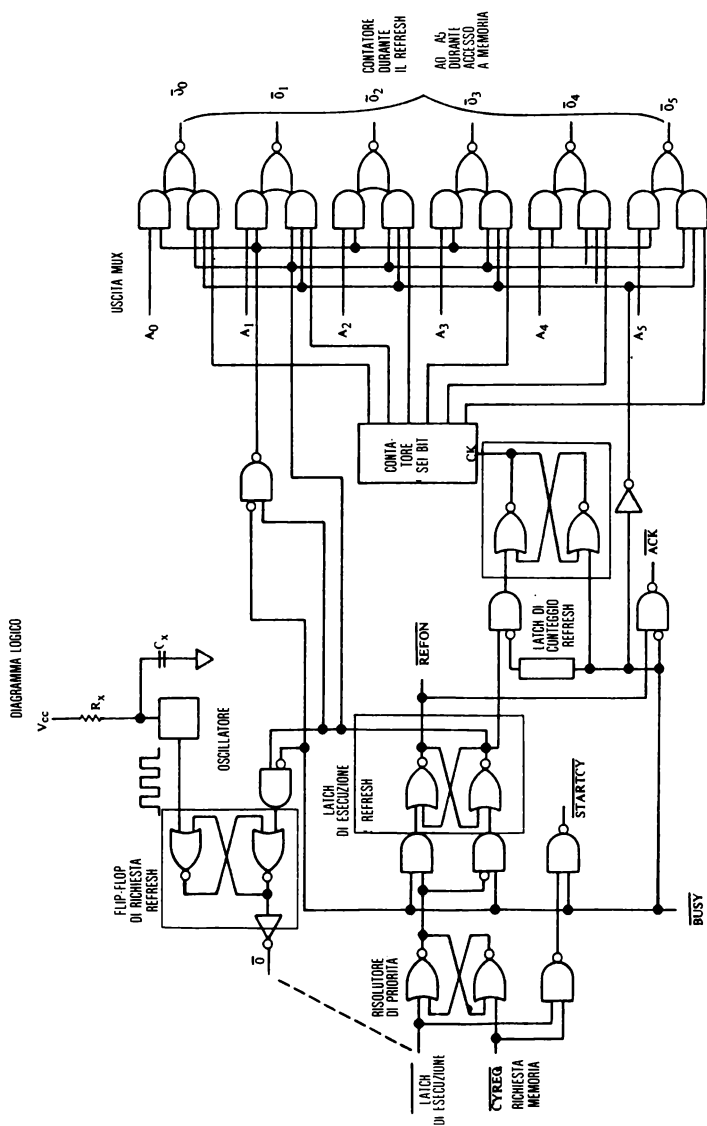 DIAGRAMMA LOGICO
Vcc
Rx
Cx
OSCILLATORE
FLIP-FLOP
DI RICHIESTA
REFRESH
Ō
LATCH
DI ESECUZIONE
REFRESH
REFON
RISOLUTORE
DI PRIORITA
LATCH
DI ESECUZIONE
CYREQ
RICHIESTA
MEMORIA
STARTCY
BUSY
ACK
LATCH DI
CUNTEGGIO
REFRESH
CONTA-
TORE
SEI BIT
CK
USCITA MUX
A0
A1
A2
A3
A4
A5
Ō0
Ō1
Ō2
Ō3
Ō4
Ō5
CONTATORE
DURANTE
IL REFRESH
A0 A5
DURANTE
ACCESSO
A MEMORIA